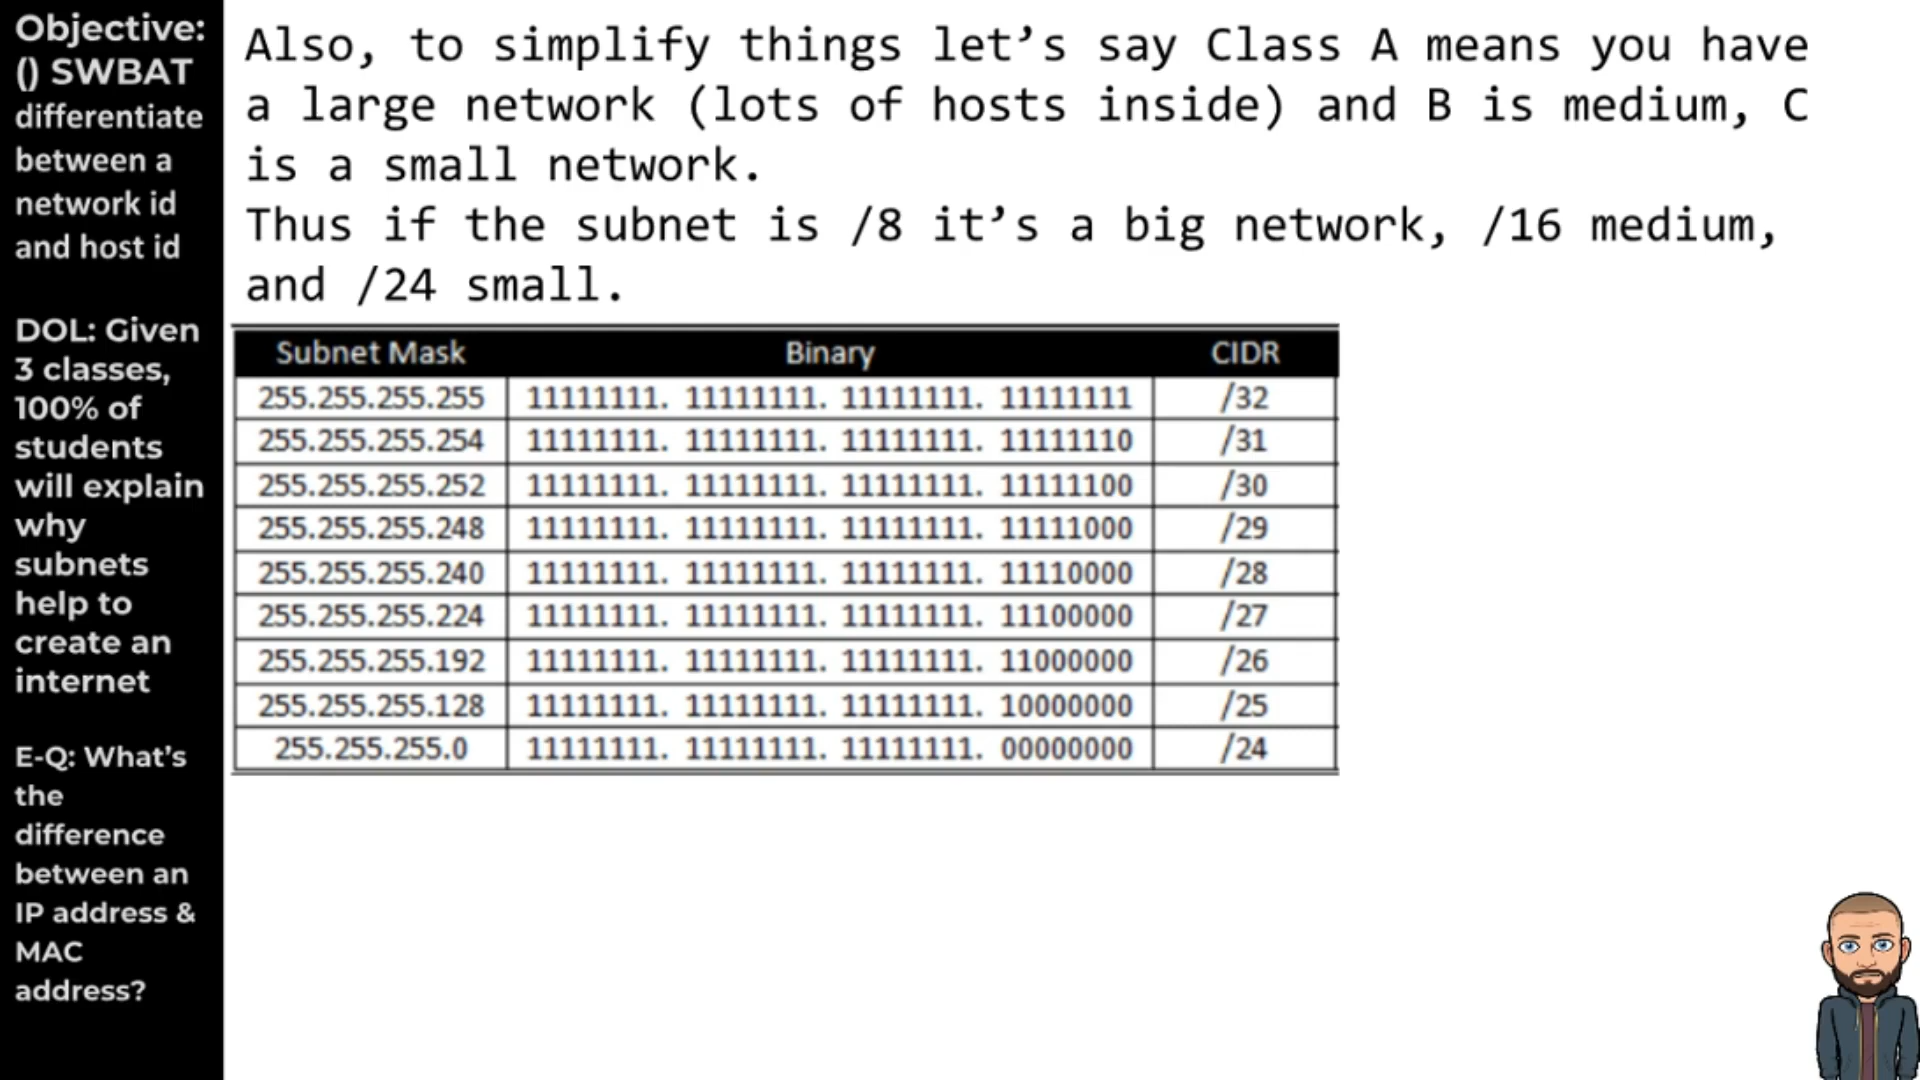 Objective:
() SWBAT
differentiate
between a
network id
and host id
DOL: Given
3 classes,
100% of
students
will explain
why
subnets
help to
create an
internet
E-Q: What's
the
difference
between an
IP address &
MAC
address?
Also, to simplify things let’s say Class A means you have
a large network (lots of hosts inside) and B is medium, C
is a small network.
Thus if the subnet is /8 it’s a big network, /16 medium,
and /24 small.
Subnet Mask Binary CIDR
255.255.255.255 11111111. 11111111. 11111111. 11111111 /32
255.255.255.254 11111111. 11111111. 11111111. 11111110 /31
255.255.255.252 11111111. 11111111. 11111111. 11111100 /30
255.255.255.248 11111111. 11111111. 11111111. 11111000 /29
255.255.255.240 11111111. 11111111. 11111111. 11110000 /28
255.255.255.224 11111111. 11111111. 11111111. 11100000 /27
255.255.255.192 11111111. 11111111. 11111111. 11000000 /26
255.255.255.128 11111111. 11111111. 11111111. 10000000 /25
255.255.255.0 11111111. 11111111. 11111111. 00000000 /24